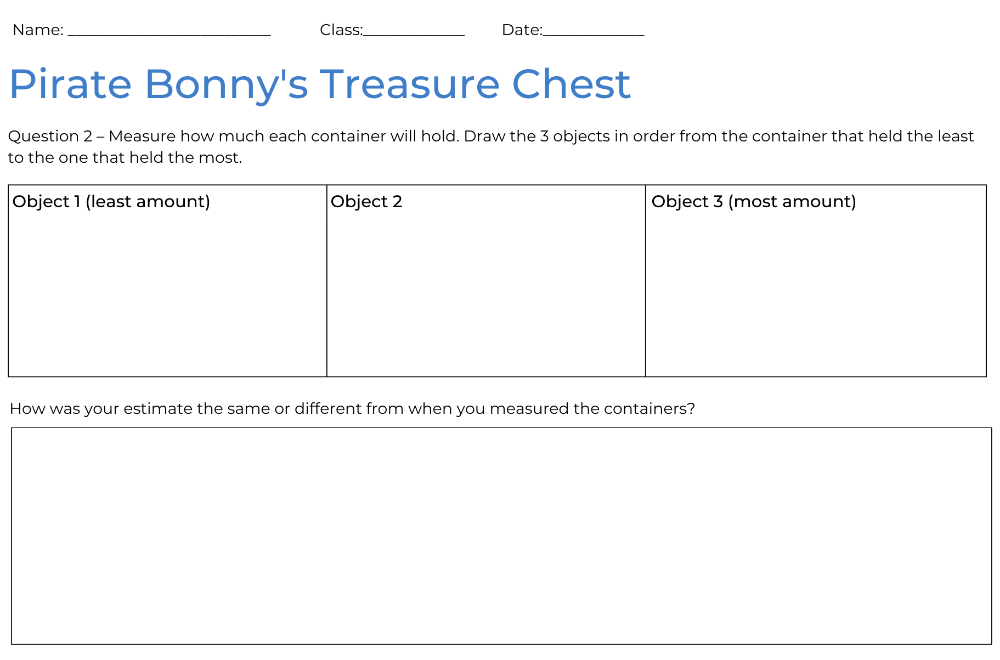 Name: __________________________ Class:_____________ Date:_____________
Pirate Bonny's Treasure Chest
Question 2 – Measure how much each container will hold. Draw the 3 objects in order from the container that held the least
to the one that held the most.
Object 1 (least amount) Object 2 Object 3 (most amount)
How was your estimate the same or different from when you measured the containers?